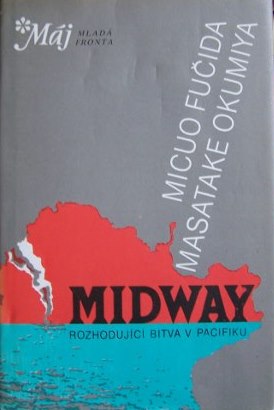 Máj MLADÁ
FRONTA
MICUO FUČIDA
MASATAKE OKUMIYA
MIDWAY
ROZHODUJÍCÍ BITVA V PACIFIKU